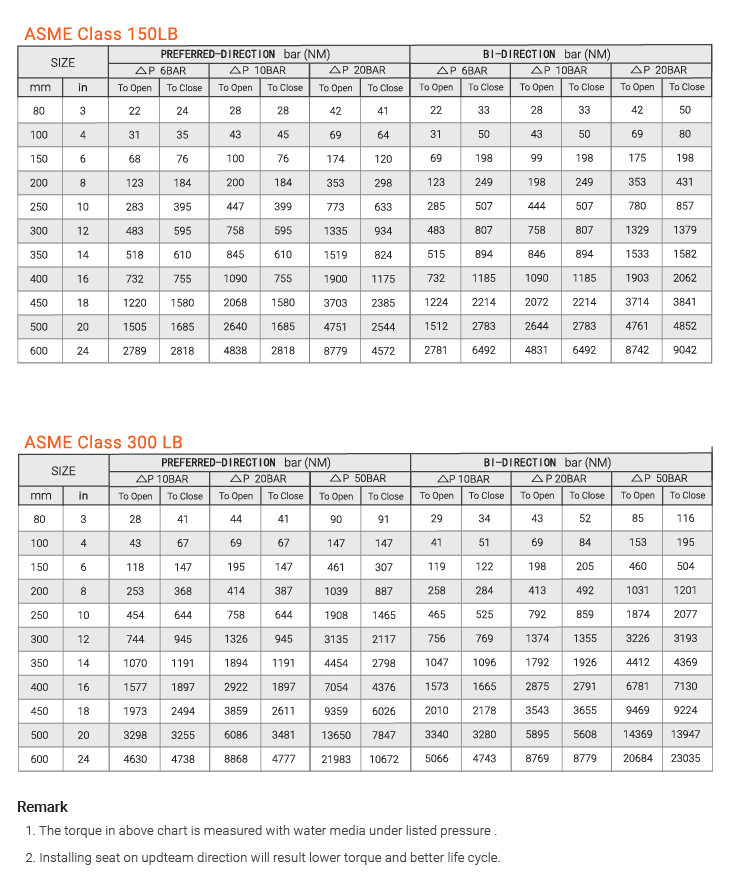 ASME Class 150LB
SIZE PREFERRED-DIRECTION bar (NM) BI-DIRECTION bar (NM)
△P 6BAR △P 10BAR △P 20BAR △P 6BAR △P 10BAR △P 20BAR
mm in To Open To Close To Open To Close To Open To Close To Open To Close To Open To Close To Open To Close
80 3 22 24 28 28 42 41 22 33 28 33 42 50
100 4 31 35 43 45 69 64 31 50 43 50 69 80
150 6 68 76 100 76 174 120 69 198 99 198 175 198
200 8 123 184 200 184 353 298 123 249 198 249 353 431
250 10 283 395 447 399 773 633 285 507 444 507 780 857
300 12 483 595 758 595 1335 934 483 807 758 807 1329 1379
350 14 518 610 845 610 1519 824 515 894 846 894 1533 1582
400 16 732 755 1090 755 1900 1175 732 1185 1090 1185 1903 2062
450 18 1220 1580 2068 1580 3703 2385 1224 2214 2072 2214 3714 3841
500 20 1505 1685 2640 1685 4751 2544 1512 2783 2644 2783 4761 4852
600 24 2789 2818 4838 2818 8779 4572 2781 6492 4831 6492 8742 9042
ASME Class 300 LB
SIZE PREFERRED-DIRECTION bar (NM) BI-DIRECTION bar (NM)
△P 10BAR △P 20BAR △P 50BAR △P 10BAR △P 20BAR △P 50BAR
mm in To Open To Close To Open To Close To Open To Close To Open To Close To Open To Close To Open To Close
80 3 28 41 44 41 90 91 29 34 43 52 85 116
100 4 43 67 69 67 147 147 41 51 69 84 153 195
150 6 118 147 195 147 461 307 119 122 198 205 460 504
200 8 253 368 414 387 1039 887 258 284 413 492 1031 1201
250 10 454 644 758 644 1908 1465 465 525 792 859 1874 2077
300 12 744 945 1326 945 3135 2117 756 769 1374 1355 3226 3193
350 14 1070 1191 1894 1191 4454 2798 1047 1096 1792 1926 4412 4369
400 16 1577 1897 2922 1897 7054 4376 1573 1665 2875 2791 6781 7130
450 18 1973 2494 3859 2611 9359 6026 2010 2178 3543 3655 9469 9224
500 20 3298 3255 6086 3481 13650 7847 3340 3280 5895 5608 14369 13947
600 24 4630 4738 8868 4777 21983 10672 5066 4743 8769 8779 20684 23035
Remark
1. The torque in above chart is measured with water media under listed pressure .
2. Installing seat on updteam direction will result lower torque and better life cycle.